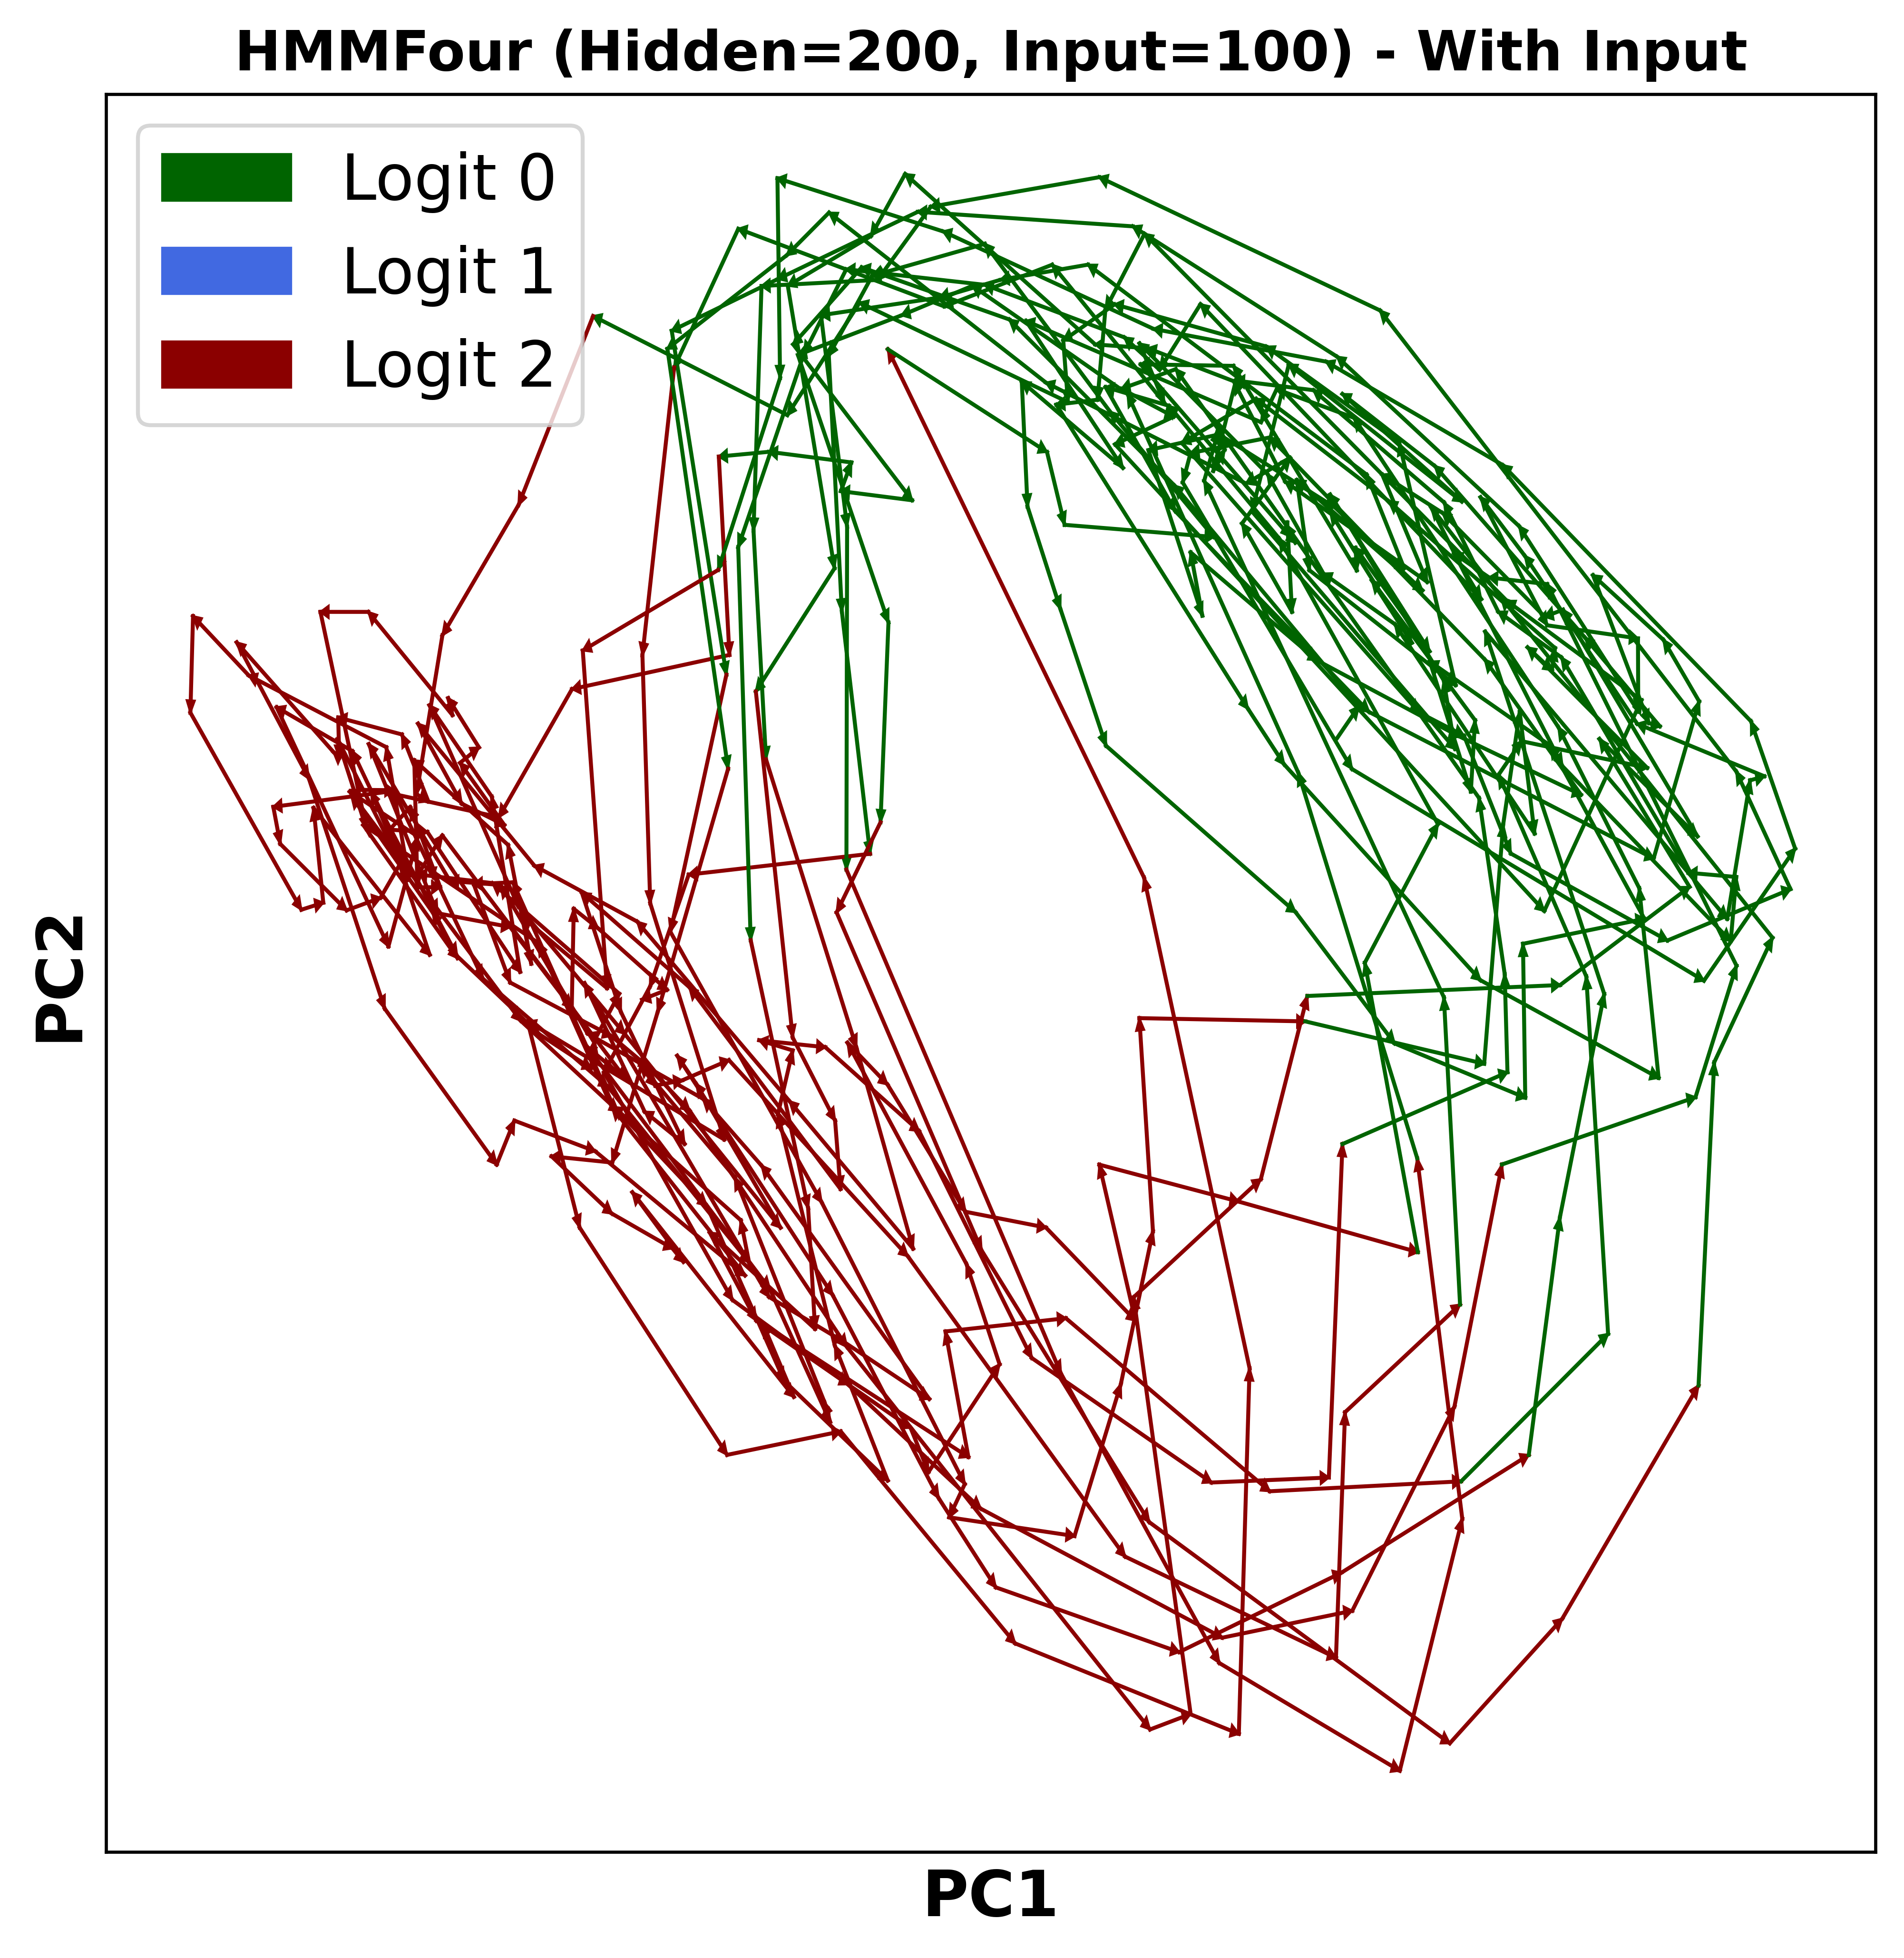 HMMFour (Hidden=200, Input=100) - With Input
Logit 0
Logit 1
Logit 2
PC2
PC1